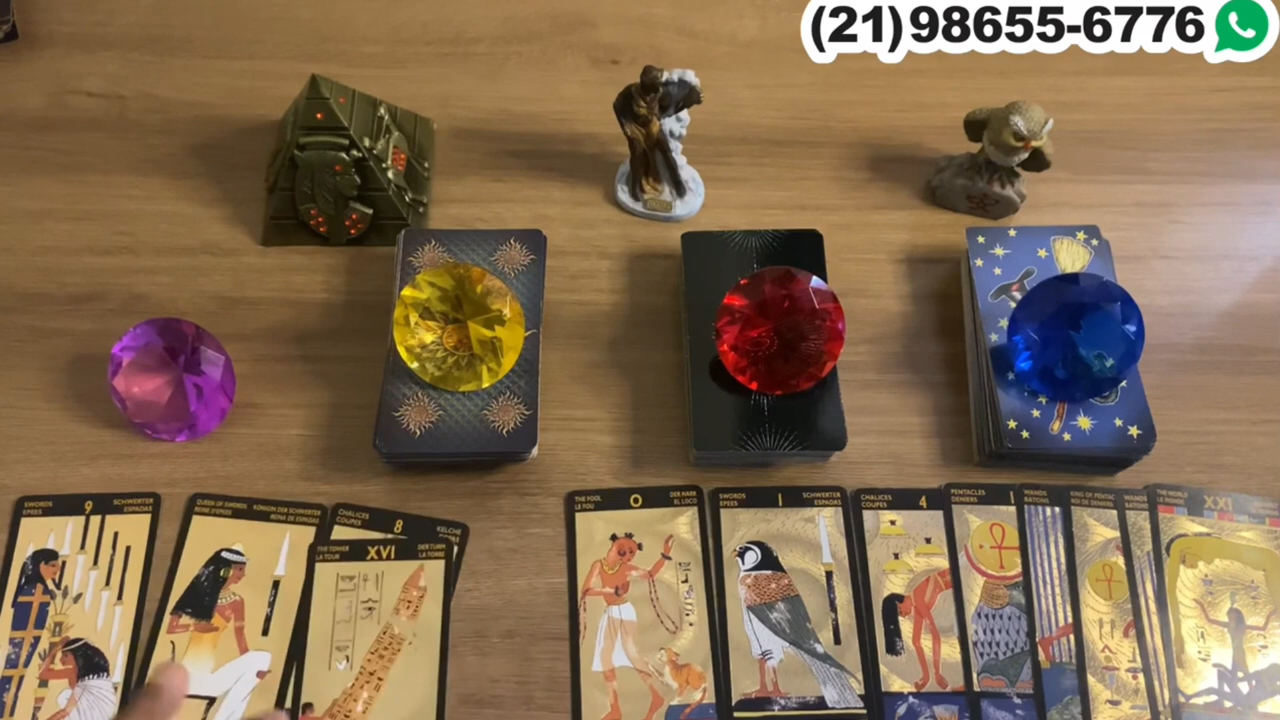 (21)98655-6776
SWORDS
EPEES
9
SCHWERTER
ESPADAS
QUEEN OF SWORDS
REINE D'EPEES
KÖNIGIN DER SCHWERTER
REINA DE ESPADAS
CHALICES
COUPES
8
KELCHE
THE TOWER
LA TOUR
XVI
DER TURM
LA TORRE
THE FOOL
LE FOU
0
DER NARR
EL LOCO
SWORDS
EPEES
I
SCHWERTER
ESPADAS
CHALICES
COUPES
4
PENTACLES
DENIERS
I
WANDS
BATONS
KING OF PENTAC
ROI DE DENIERS
WANDS
BATONS
THE WORLD
LE MONDE
XXI